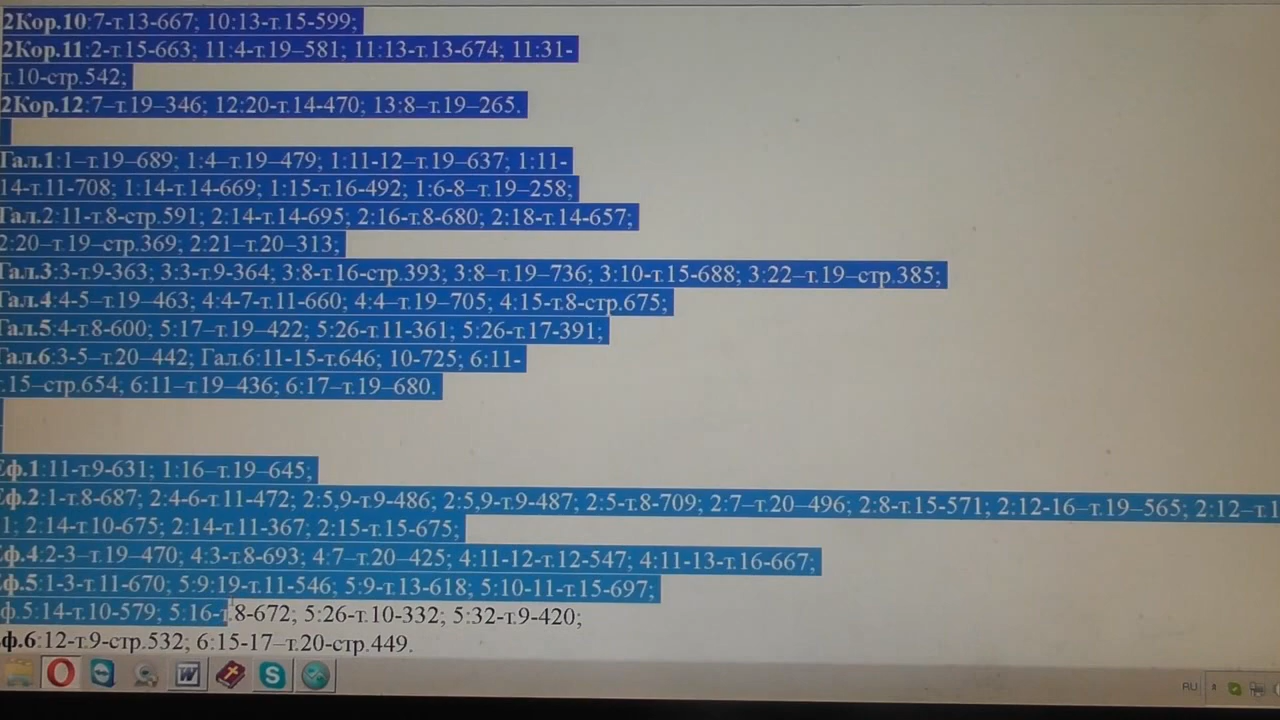 2Кор.10:7-т.13-667; 10:13-т.15-599;
2Кор.11:2-т.15-663; 11:4-т.19–581; 11:13-т.13-674; 11:31-
т.10-стр.542;
2Кор.12:7–т.19–346; 12:20-т.14-470; 13:8–т.19–265.
Гал.1:1–т.19–689; 1:4–т.19–479; 1:11-12–т.19–637; 1:11-
14-т.11-708; 1:14-т.14-669; 1:15-т.16-492; 1:6-8–т.19–258;
Гал.2:11-т.8-стр.591; 2:14-т.14-695; 2:16-т.8-680; 2:18-т.14-657;
2:20–т.19–стр.369; 2:21–т.20–313;
Гал.3:3-т.9-363; 3:3-т.9-364; 3:8-т.16-стр.393; 3:8–т.19–736; 3:10-т.15-688; 3:22–т.19–стр.385;
Гал.4:4-5–т.19–463; 4:4-7-т.11-660; 4:4–т.19–705; 4:15-т.8-стр.675;
Гал.5:4-т.8-600; 5:17–т.19–422; 5:26-т.11-361; 5:26-т.17-391;
Гал.6:3-5–т.20–442; Гал.6:11-15-т.646; 10-725; 6:11-
т.15–стр.654; 6:11–т.19–436; 6:17–т.19–680.
Еф.1:11-т.9-631; 1:16–т.19–645;
Еф.2:1-т.8-687; 2:4-6-т.11-472; 2:5,9-т.9-486; 2:5,9-т.9-487; 2:5-т.8-709; 2:7–т.20–496; 2:8-т.15-571; 2:12-16–т.19–565; 2:12–т.1
1; 2:14-т.10-675; 2:14-т.11-367; 2:15-т.15-675;
Еф.4:2-3–т.19–470; 4:3-т.8-693; 4:7–т.20–425; 4:11-12-т.12-547; 4:11-13-т.16-667;
Еф.5:1-3-т.11-670; 5:9:19-т.11-546; 5:9-т.13-618; 5:10-11-т.15-697;
ф.5:14-т.10-579; 5:16-т.8-672; 5:26-т.10-332; 5:32-т.9-420;
Еф.6:12-т.9-стр.532; 6:15-17–т.20-стр.449.
RU